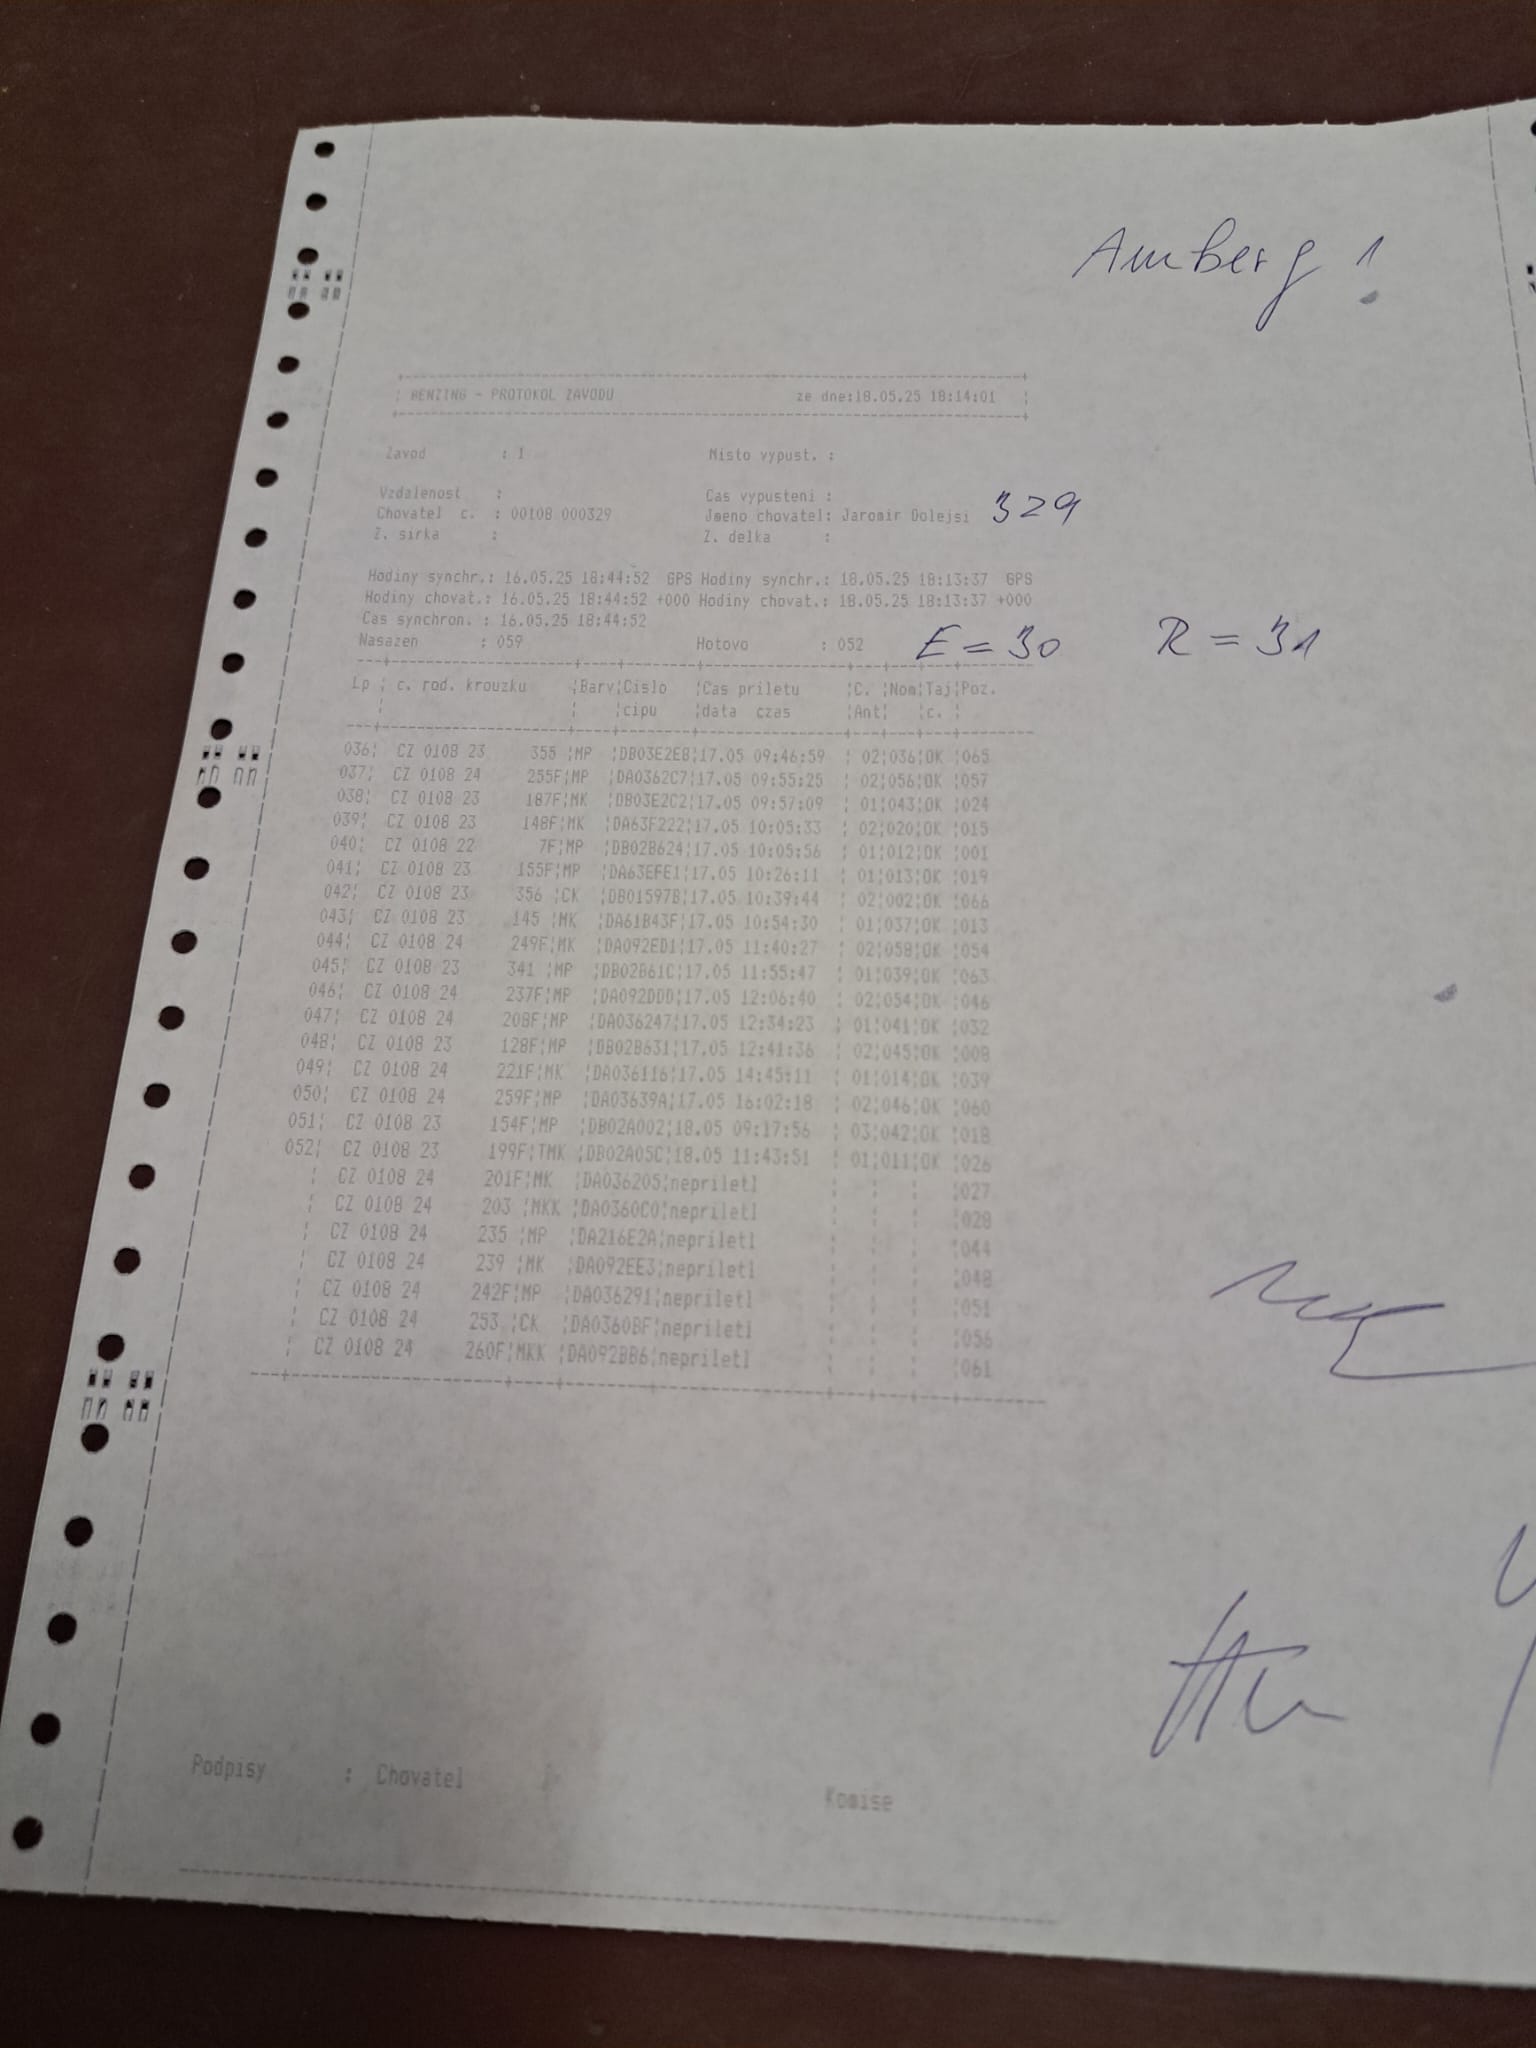 Amberg !
BENZING - PROTOKOL ZAVODU ze dne:18.05.25 18:14:01
Zavod : 1 Misto vypust. :
Vzdalenost : Cas vypusteni :
Chovatel c. : 00108 000329 Jmeno chovatel: Jaromir Dolejsi 329
Z. sirka : Z. delka :
Hodiny synchr.: 16.05.25 18:44:52 GPS Hodiny synchr.: 18.05.25 18:13:37 GPS
Hodiny chovat.: 16.05.25 18:44:52 +000 Hodiny chovat.: 18.05.25 18:13:37 +000
Cas synchron. : 16.05.25 18:44:52
Nasazen : 059 Hotovo : 052 E = 30 R = 31
Lp ¦ c. rod. krouzku ¦Barv¦Cislo ¦Cas priletu ¦C. ¦Nom¦Taj¦Poz.
¦ ¦ ¦cipu ¦data czas ¦Ant¦ ¦c. ¦
036¦ CZ 0108 23 355 ¦MP ¦DB03E2E8¦17.05 09:46:59 ¦ 02¦036¦OK ¦065
037¦ CZ 0108 24 255F¦MP ¦DA0362C7¦17.05 09:55:25 ¦ 02¦056¦OK ¦057
038¦ CZ 0108 23 187F¦MK ¦DB03E2C2¦17.05 09:57:09 ¦ 01¦043¦OK ¦024
039¦ CZ 0108 23 148F¦MK ¦DA63F222¦17.05 10:05:33 ¦ 02¦020¦OK ¦015
040¦ CZ 0108 22 7F¦MP ¦DB02B624¦17.05 10:05:56 ¦ 01¦012¦OK ¦001
041¦ CZ 0108 23 155F¦MP ¦DA63EFE1¦17.05 10:26:11 ¦ 01¦013¦OK ¦019
042¦ CZ 0108 23 356 ¦CK ¦DB01597B¦17.05 10:39:44 ¦ 02¦002¦OK ¦066
043¦ CZ 0108 23 145 ¦MK ¦DA61B43F¦17.05 10:54:30 ¦ 01¦037¦OK ¦013
044¦ CZ 0108 24 249F¦MK ¦DA092ED1¦17.05 11:40:27 ¦ 02¦058¦OK ¦054
045¦ CZ 0108 23 341 ¦MP ¦DB02B61C¦17.05 11:55:47 ¦ 01¦039¦OK ¦063
046¦ CZ 0108 24 237F¦MP ¦DA092DDD¦17.05 12:06:40 ¦ 02¦054¦OK ¦046
047¦ CZ 0108 24 208F¦MP ¦DA036247¦17.05 12:34:23 ¦ 01¦041¦OK ¦032
048¦ CZ 0108 23 128F¦MP ¦DB02B631¦17.05 12:41:36 ¦ 02¦045¦OK ¦008
049¦ CZ 0108 24 221F¦MK ¦DA036116¦17.05 14:45:11 ¦ 01¦014¦OK ¦039
050¦ CZ 0108 24 259F¦MP ¦DA03639A¦17.05 16:02:18 ¦ 02¦046¦OK ¦060
051¦ CZ 0108 23 154F¦MP ¦DB02A002¦18.05 09:17:56 ¦ 03¦042¦OK ¦018
052¦ CZ 0108 23 199F¦TMK ¦DB02A05C¦18.05 11:43:51 ¦ 01¦011¦OK ¦026
¦ CZ 0108 24 201F¦MK ¦DA036205¦nepriletl ¦ ¦ ¦ ¦027
¦ CZ 0108 24 203 ¦MKK ¦DA0360C0¦nepriletl ¦ ¦ ¦ ¦028
¦ CZ 0108 24 235 ¦MP ¦DA216E2A¦nepriletl ¦ ¦ ¦ ¦044
¦ CZ 0108 24 239 ¦MK ¦DA092EE3¦nepriletl ¦ ¦ ¦ ¦048
¦ CZ 0108 24 242F¦MP ¦DA036291¦nepriletl ¦ ¦ ¦ ¦051
¦ CZ 0108 24 253 ¦CK ¦DA0360BF¦nepriletl ¦ ¦ ¦ ¦056
¦ CZ 0108 24 260F¦MKK ¦DA092BB6¦nepriletl ¦ ¦ ¦ ¦061
Podpisy : Chovatel Komise